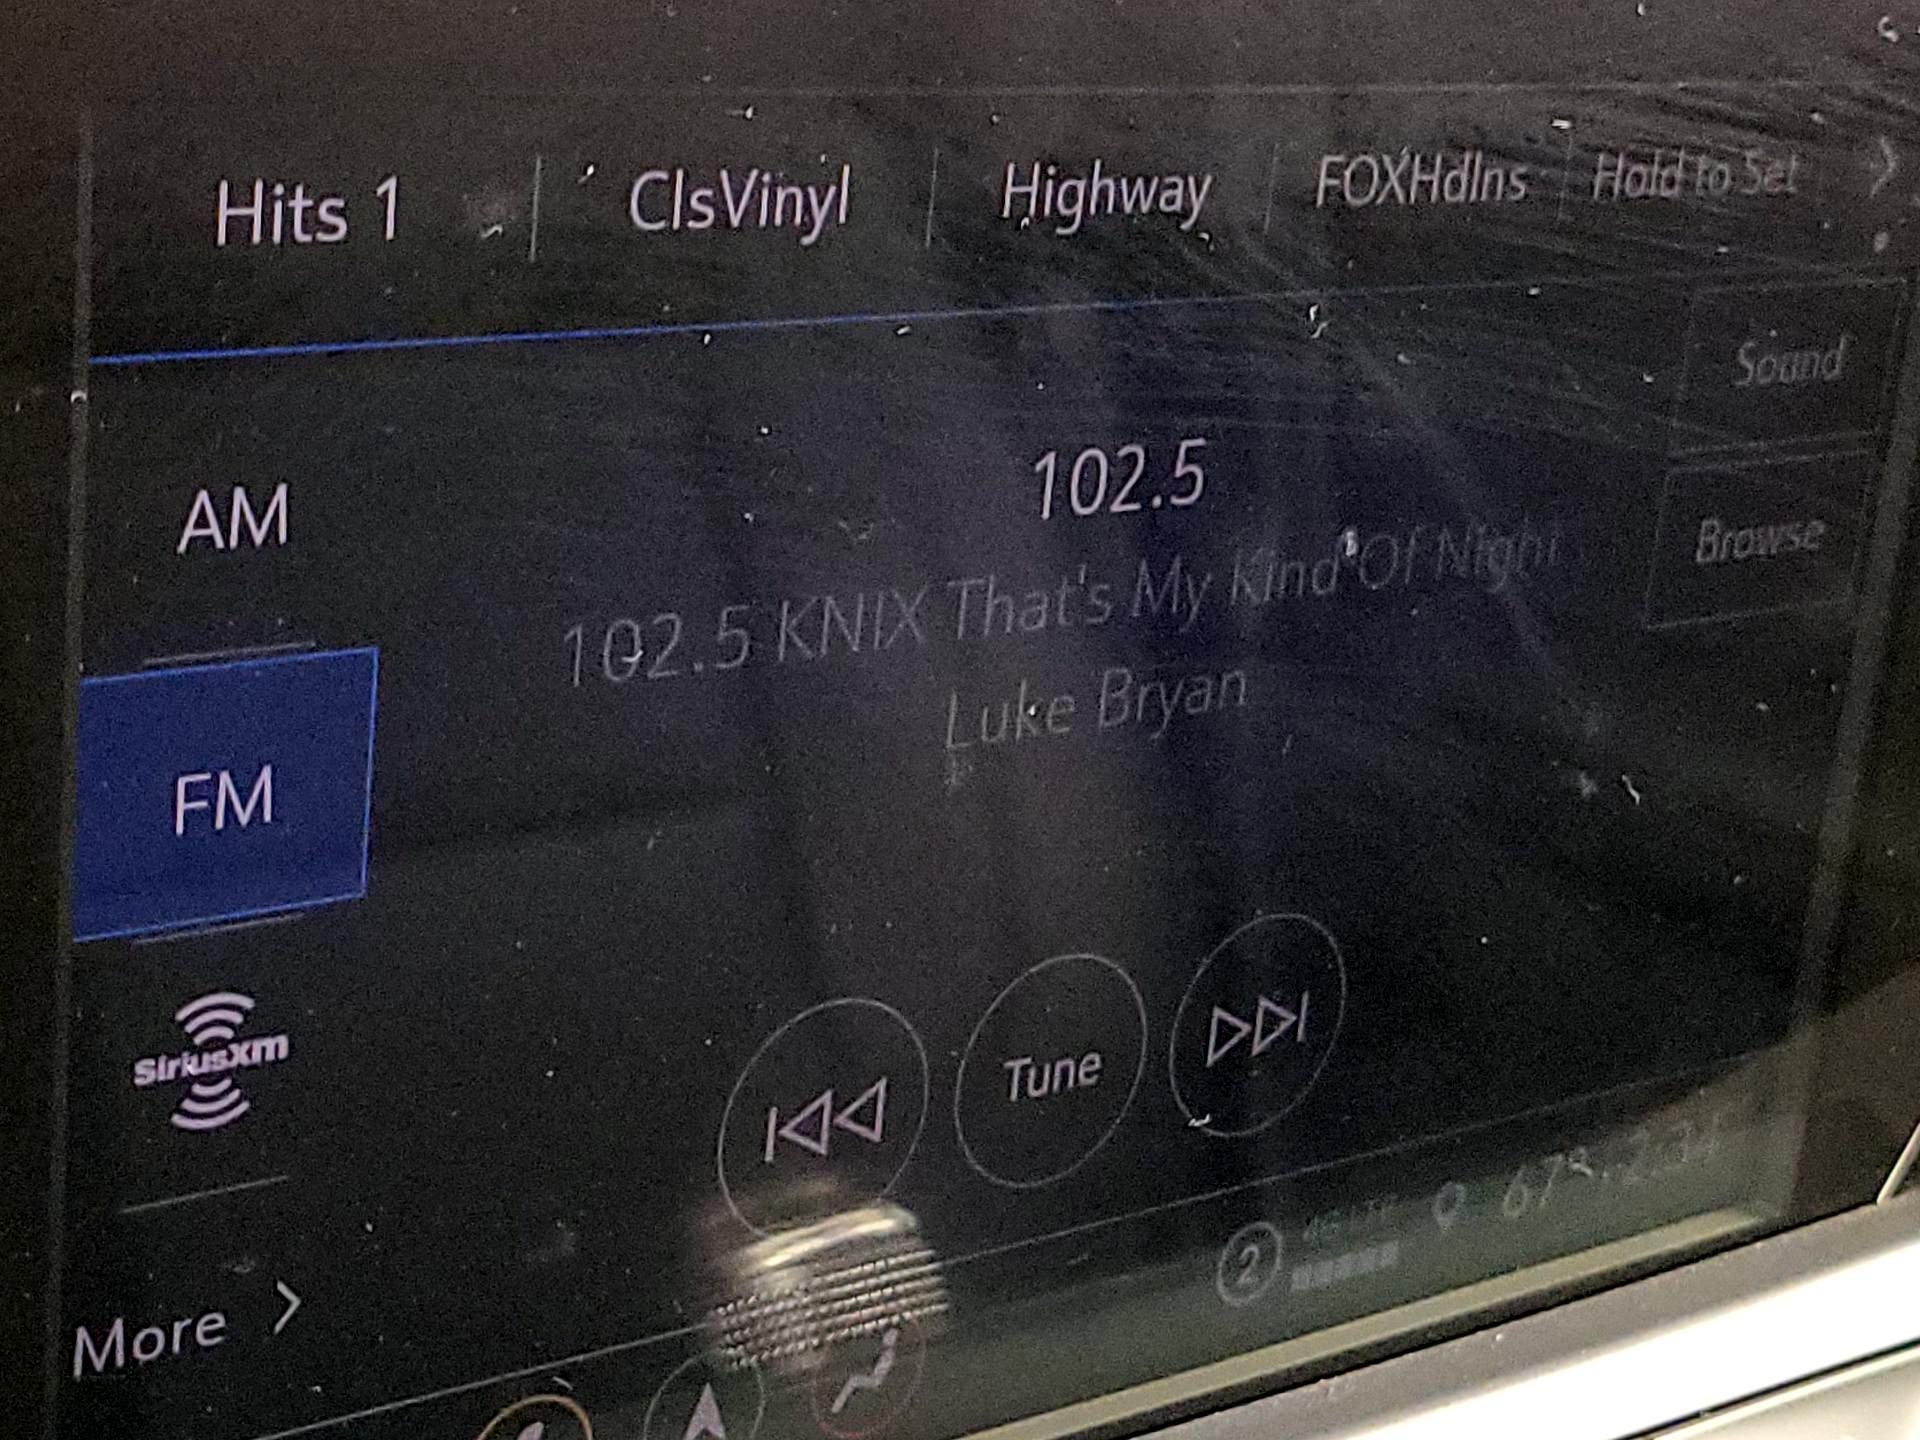 Hits 1 ClsVinyl Highway FOXHdlns Hold to Set
Sound
AM 102.5
Browse
102.5 KNIX That's My Kind Of Night
Luke Bryan
FM
SiriusXM
Tune
2
More